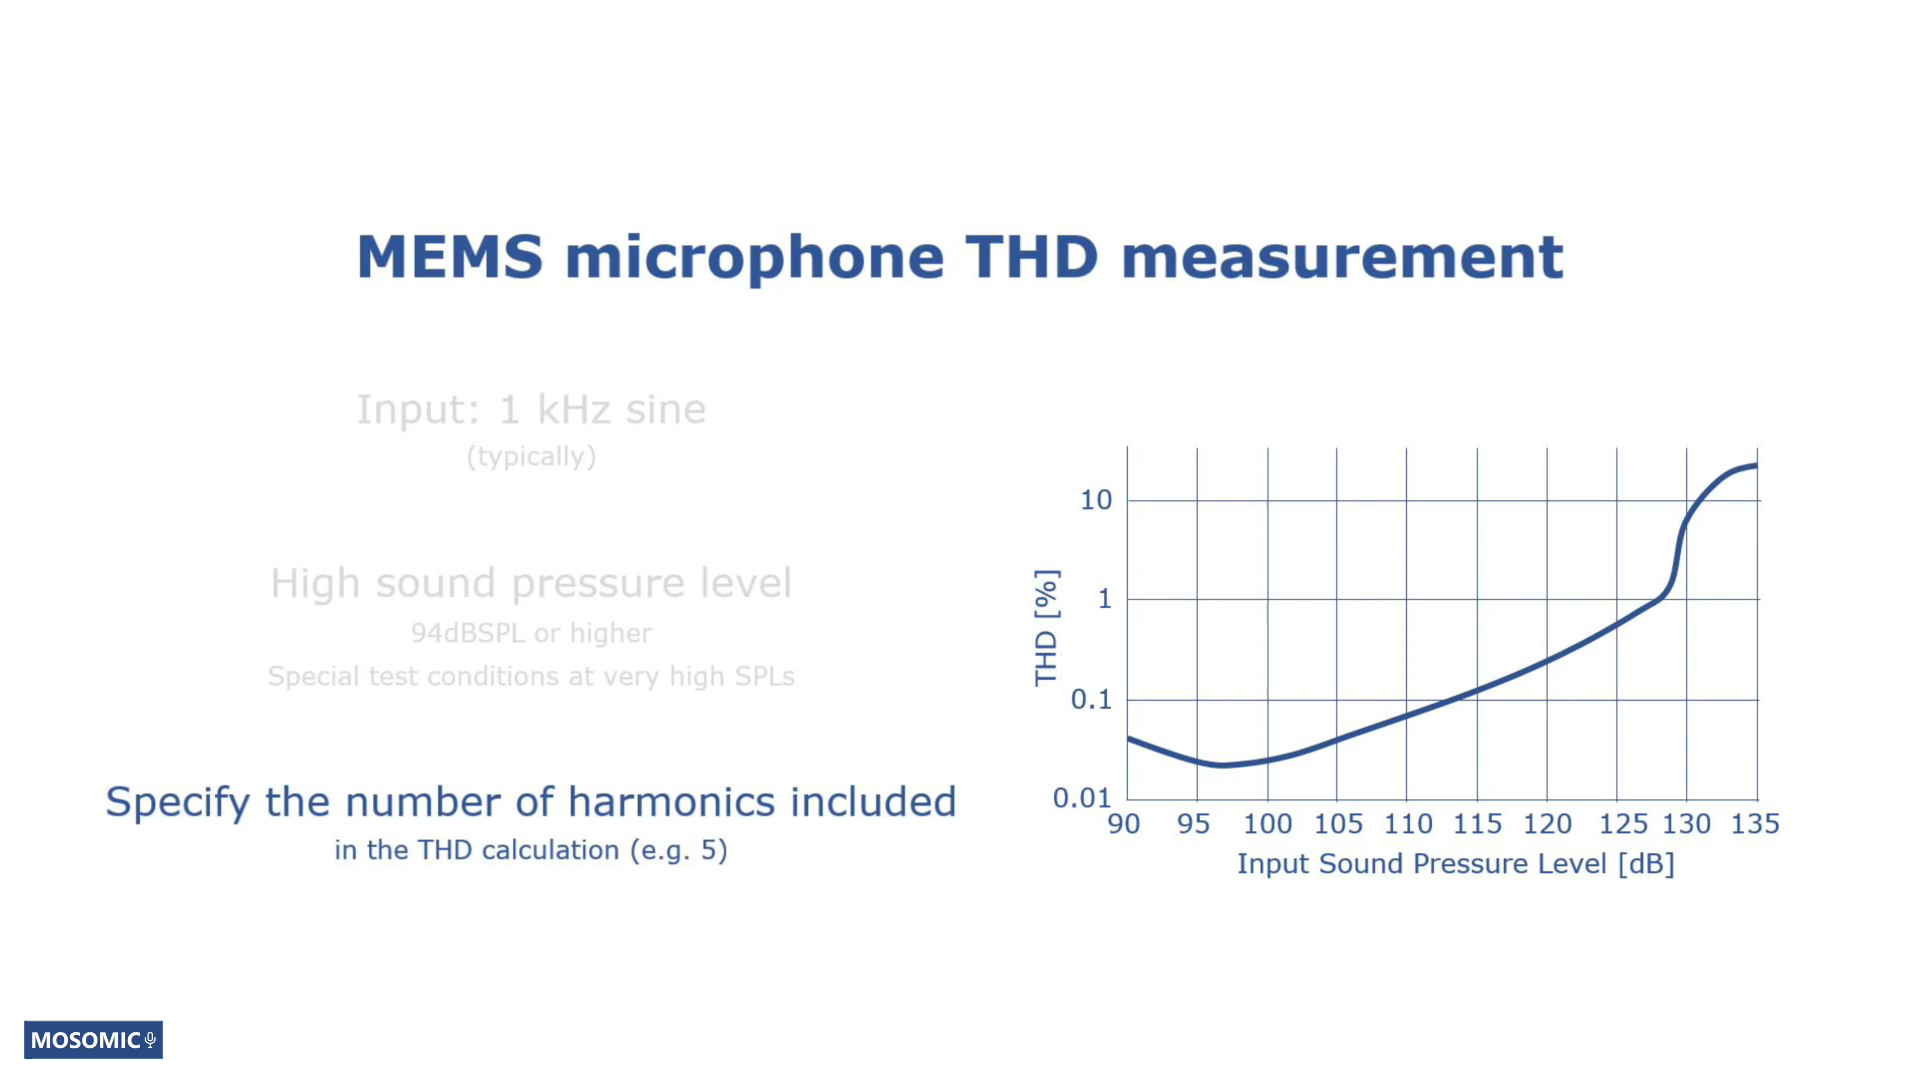 MEMS microphone THD measurement
Input: 1 kHz sine
(typically)
High sound pressure level
94dBSPL or higher
Special test conditions at very high SPLs
Specify the number of harmonics included
in the THD calculation (e.g. 5)
THD [%]
10
1
0.1
0.01
90 95 100 105 110 115 120 125 130 135
Input Sound Pressure Level [dB]
MOSOMIC